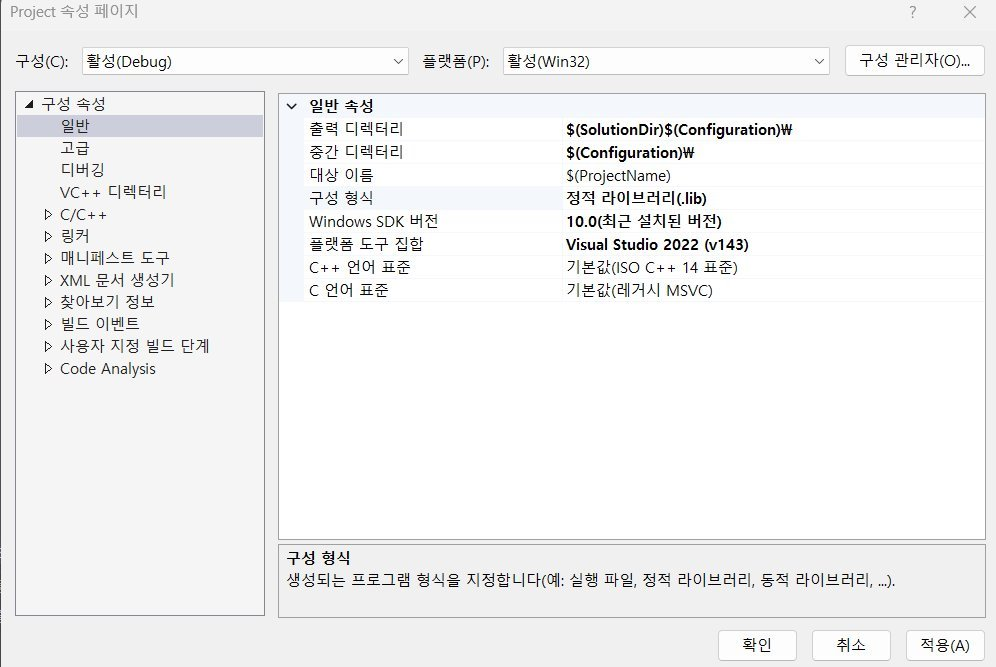 Project 속성 페이지
구성(C): 활성(Debug) 플랫폼(P): 활성(Win32) 구성 관리자(O)...
구성 속성
일반
고급
디버깅
VC++ 디렉터리
C/C++
링커
매니페스트 도구
XML 문서 생성기
찾아보기 정보
빌드 이벤트
사용자 지정 빌드 단계
Code Analysis
일반 속성
출력 디렉터리 $(SolutionDir)$(Configuration)₩
중간 디렉터리 $(Configuration)₩
대상 이름 $(ProjectName)
구성 형식 정적 라이브러리(.lib)
Windows SDK 버전 10.0(최근 설치된 버전)
플랫폼 도구 집합 Visual Studio 2022 (v143)
C++ 언어 표준 기본값(ISO C++ 14 표준)
C 언어 표준 기본값(레거시 MSVC)
구성 형식
생성되는 프로그램 형식을 지정합니다(예: 실행 파일, 정적 라이브러리, 동적 라이브러리, ...).
확인 취소 적용(A)